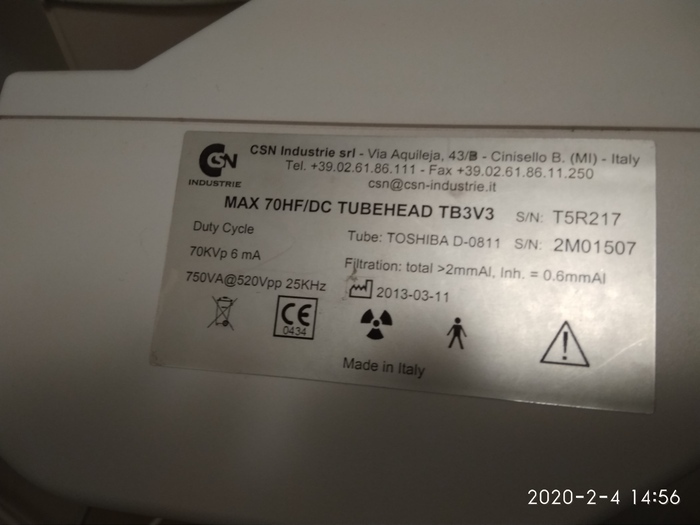 CSN
INDUSTRIE
CSN Industrie srl - Via Aquileja, 43/B - Cinisello B. (MI) - Italy
Tel. +39.02.61.86.111 - Fax +39.02.61.86.11.250
csn@csn-industrie.it
MAX 70HF/DC TUBEHEAD TB3V3 S/N: T5R217
Duty Cycle
Tube: TOSHIBA D-0811 S/N: 2M01507
70KVp 6 mA
Filtration: total >2mmAl, Inh. = 0.6mmAl
750VA@520Vpp 25KHz
2013-03-11
CE
0434
Made in Italy
2020-2-4 14:56